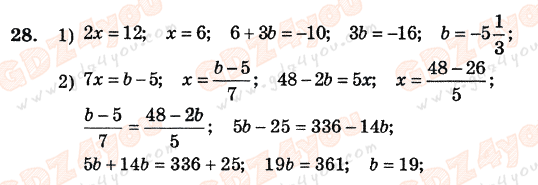 28. 1) 2x = 12; x = 6; 6 + 3b = –10; 3b = –16; b = –5 1/3;
2) 7x = b – 5; x = (b – 5)/7; 48 – 2b = 5x; x = (48 – 26)/5;
(b – 5)/7 = (48 – 2b)/5; 5b – 25 = 336 – 14b;
5b + 14b = 336 + 25; 19b = 361; b = 19;